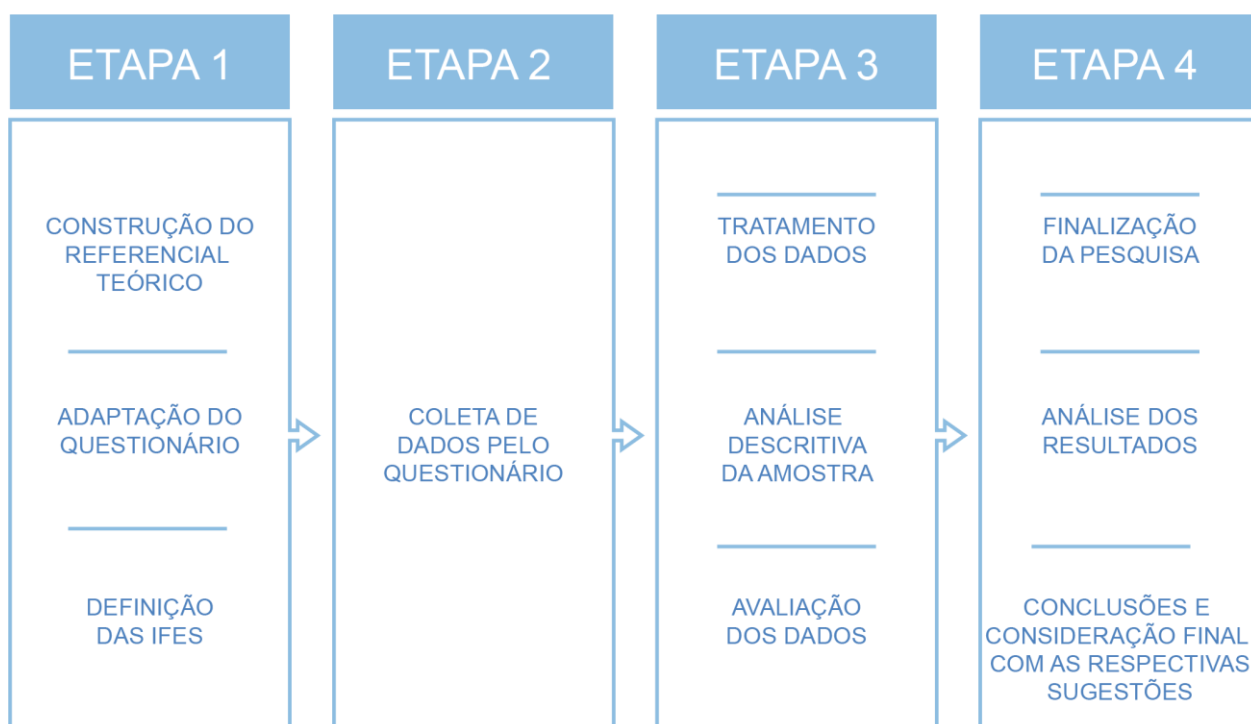 ETAPA 1
CONSTRUÇÃO DO
REFERENCIAL
TEÓRICO
ADAPTAÇÃO DO
QUESTIONÁRIO
DEFINIÇÃO
DAS IFES
ETAPA 2
COLETA DE
DADOS PELO
QUESTIONÁRIO
ETAPA 3
TRATAMENTO
DOS DADOS
ANÁLISE
DESCRITIVA
DA AMOSTRA
AVALIAÇÃO
DOS DADOS
ETAPA 4
FINALIZAÇÃO
DA PESQUISA
ANÁLISE DOS
RESULTADOS
CONCLUSÕES E
CONSIDERAÇÃO FINAL
COM AS RESPECTIVAS
SUGESTÕES